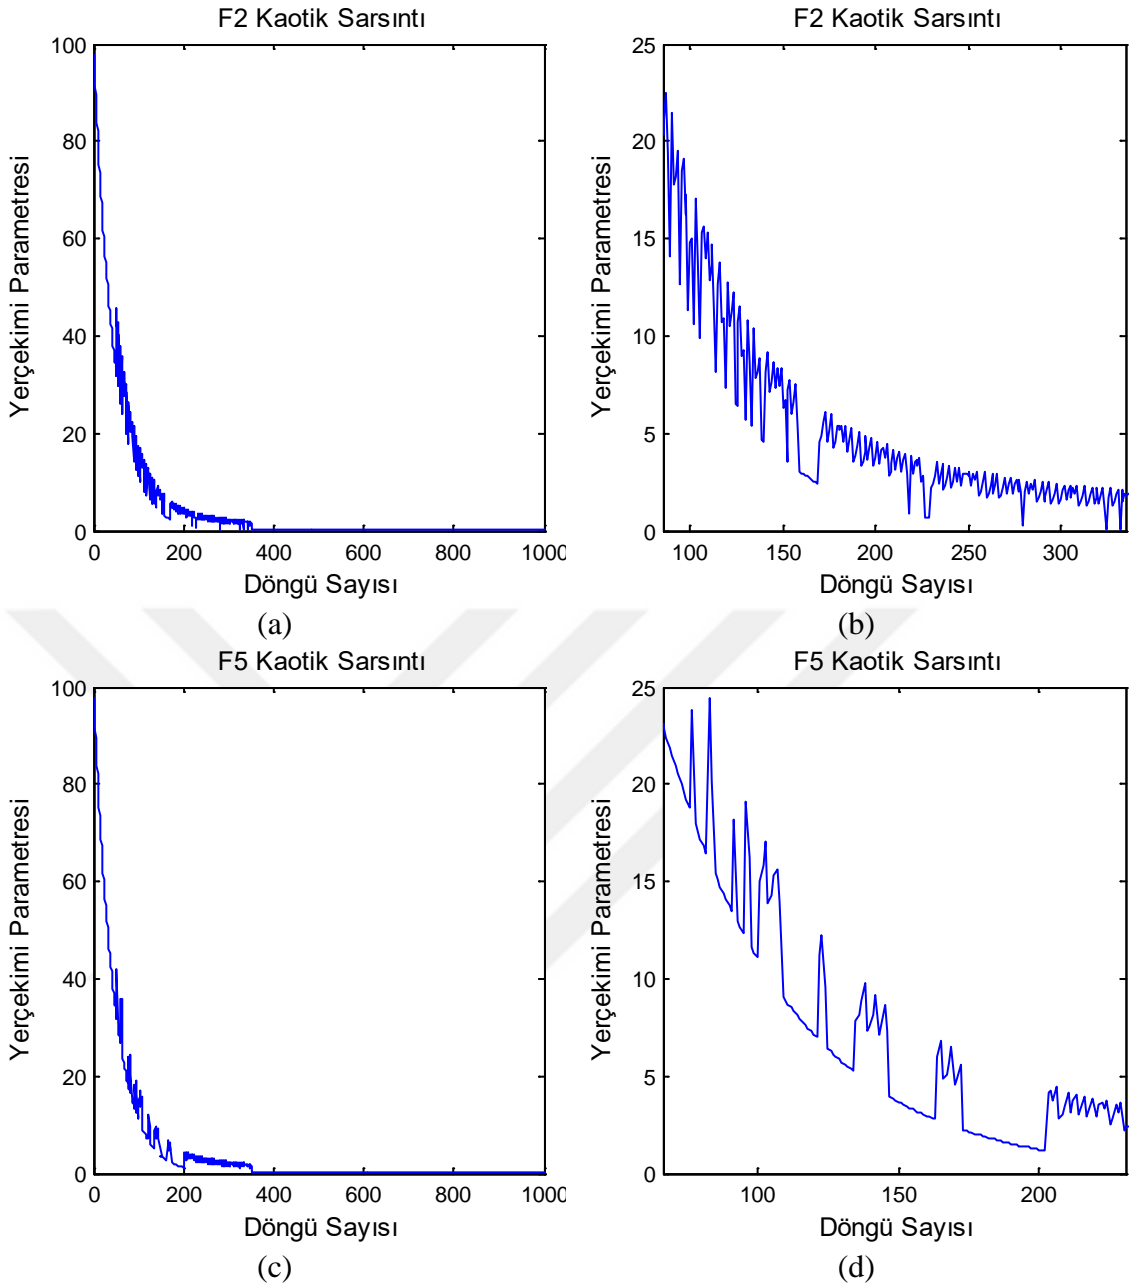 F2 Kaotik Sarsıntı
100
80
60
40
20
0
0 200 400 600 800 1000
Yerçekimi Parametresi
Döngü Sayısı
(a)
F2 Kaotik Sarsıntı
25
20
15
10
5
0
100 150 200 250 300
Yerçekimi Parametresi
Döngü Sayısı
(b)
F5 Kaotik Sarsıntı
100
80
60
40
20
0
0 200 400 600 800 1000
Yerçekimi Parametresi
Döngü Sayısı
(c)
F5 Kaotik Sarsıntı
25
20
15
10
5
0
100 150 200
Yerçekimi Parametresi
Döngü Sayısı
(d)